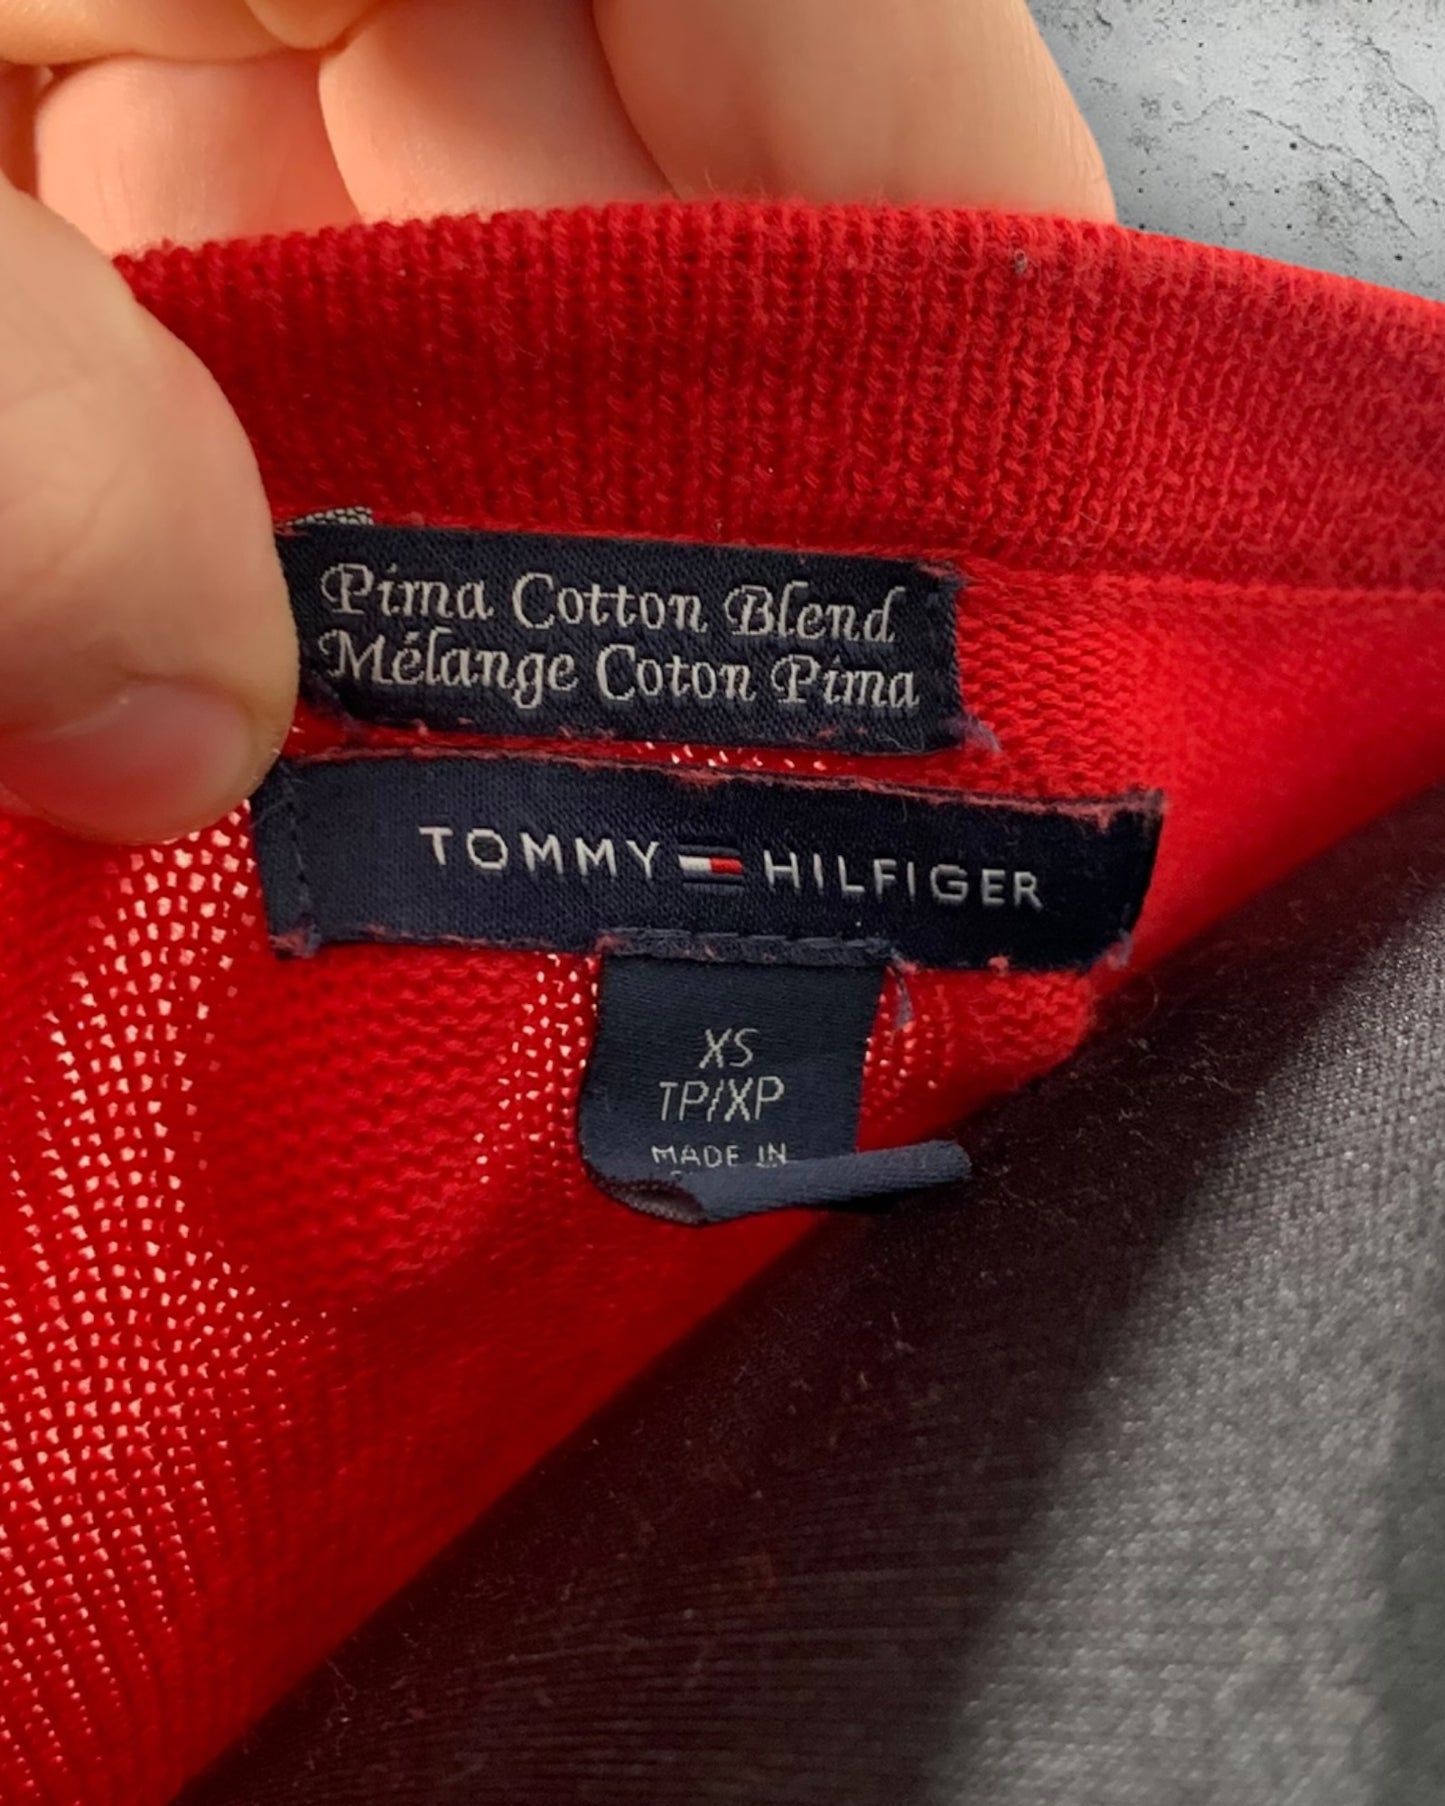 Pima Cotton Blend
Mélange Coton Pima
TOMMY HILFIGER
XS
TP/XP
MADE IN